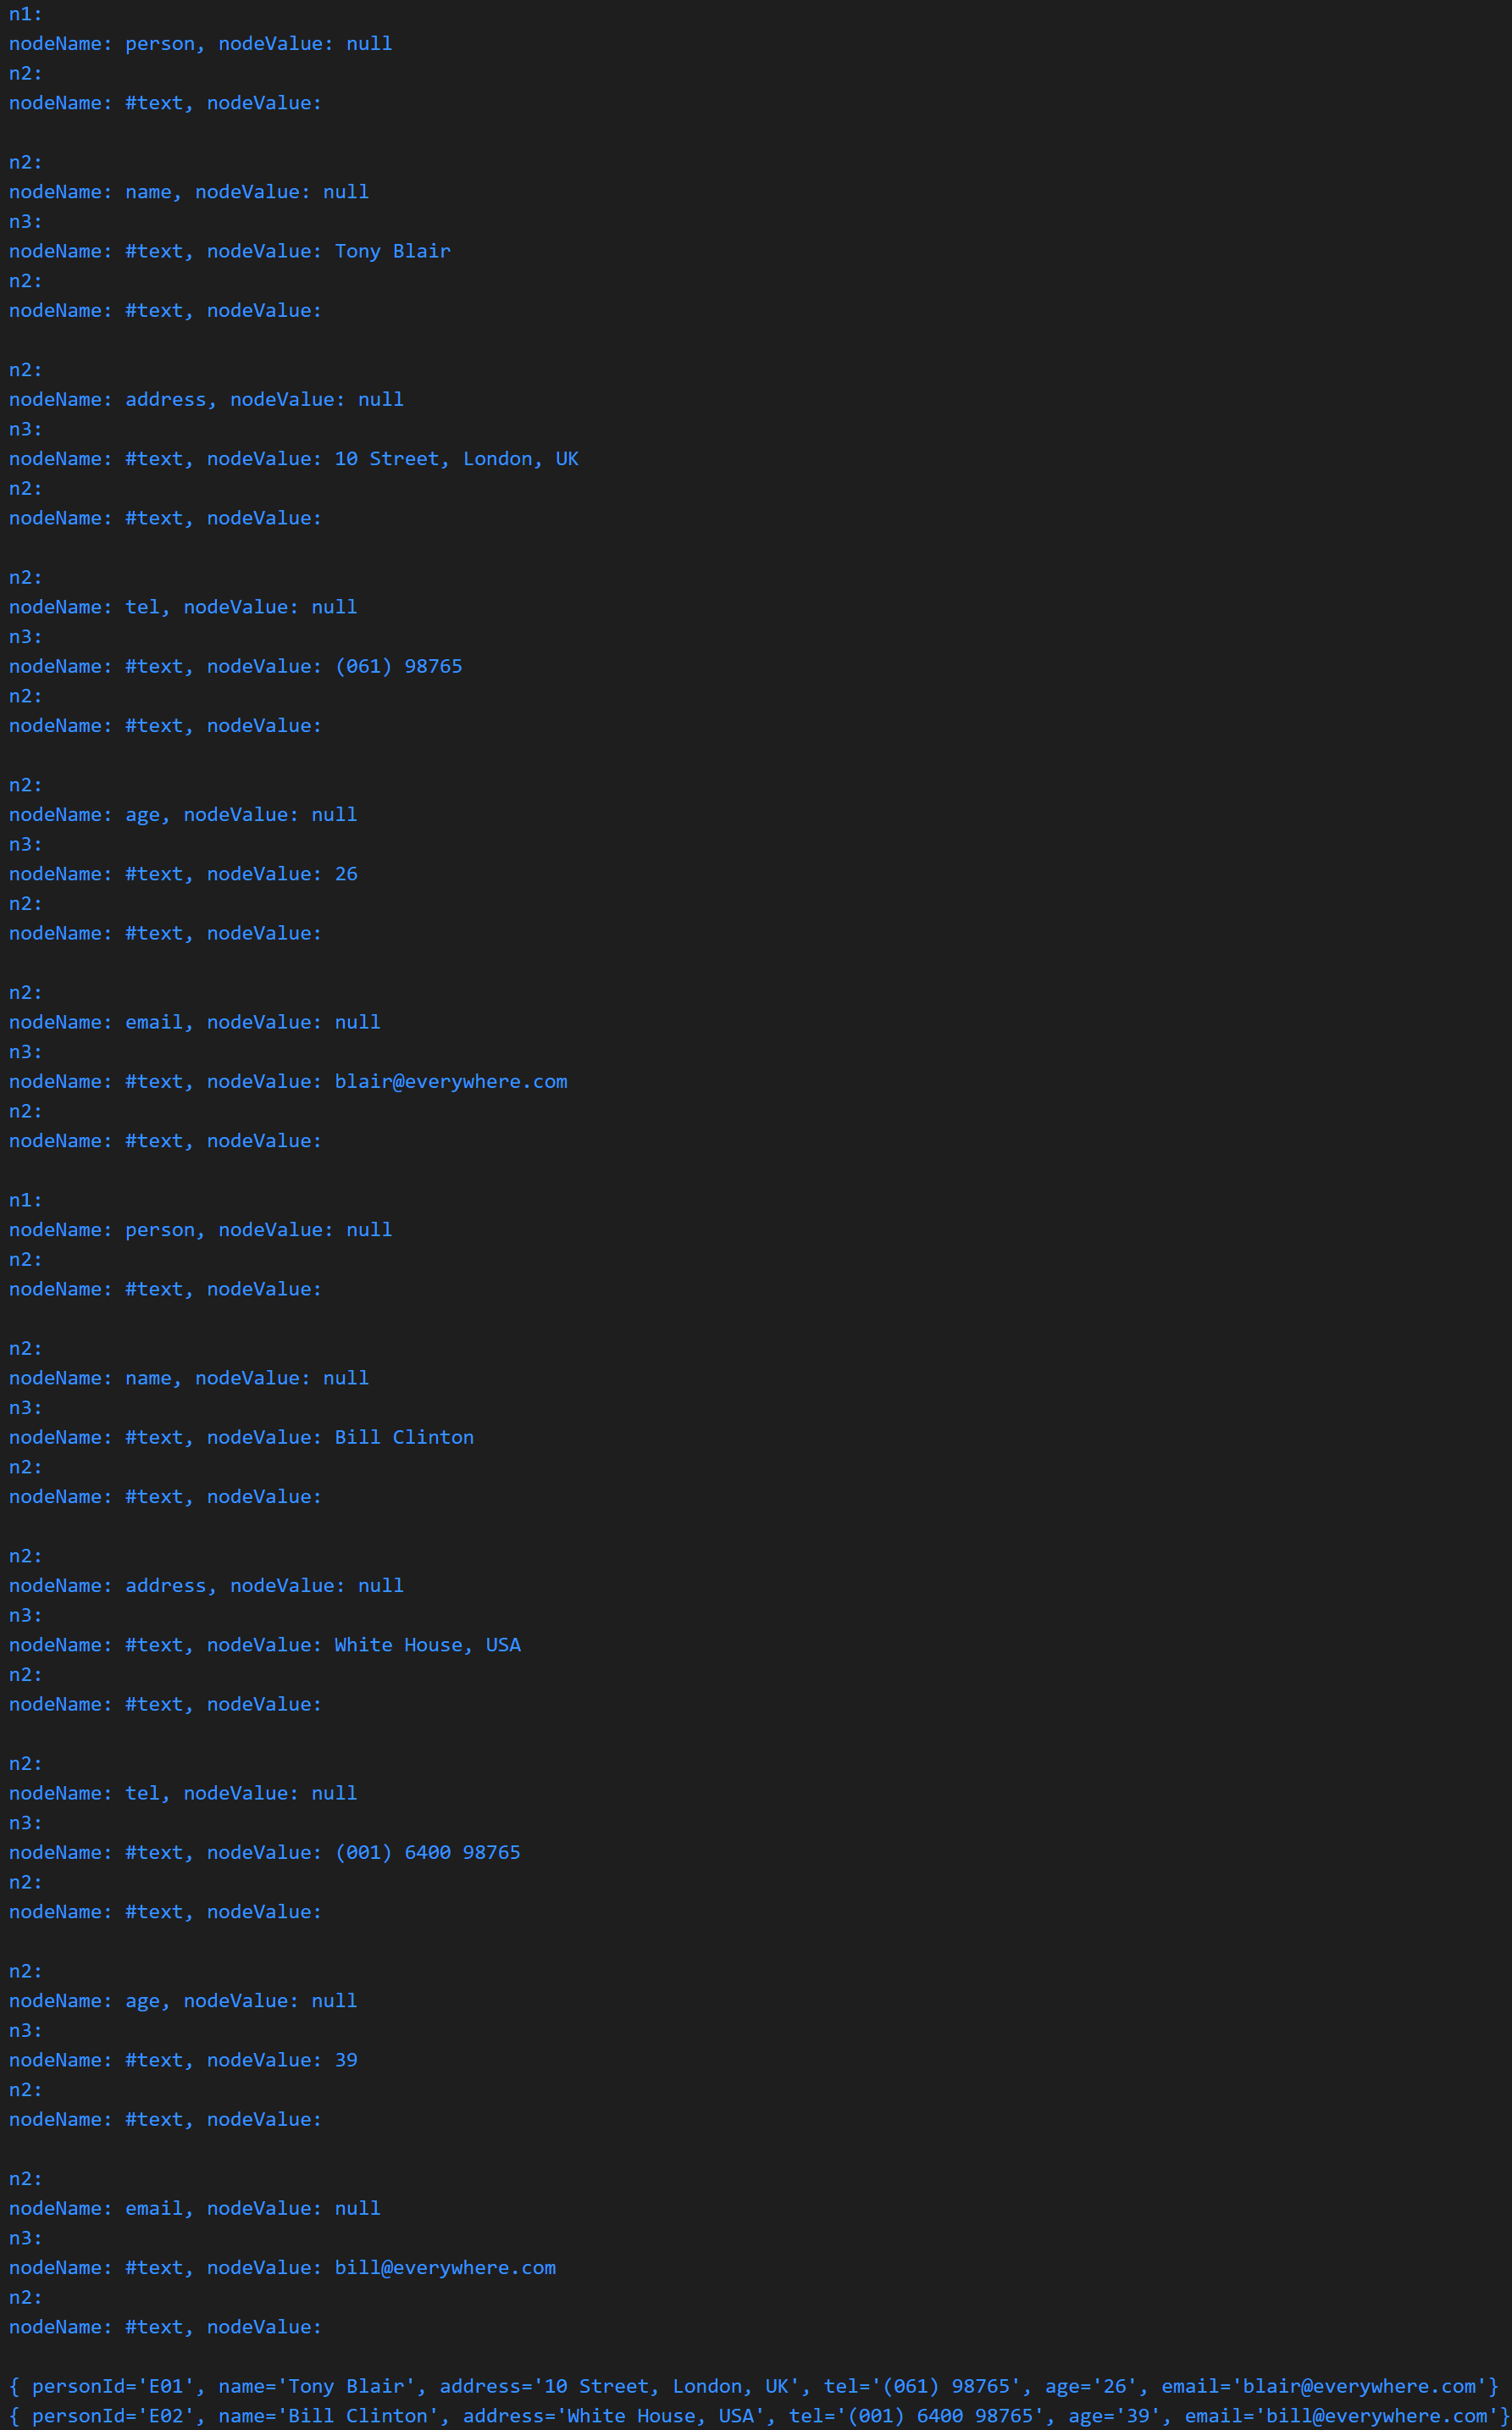 n1:
nodeName: person, nodeValue: null
n2:
nodeName: #text, nodeValue:
n2:
nodeName: name, nodeValue: null
n3:
nodeName: #text, nodeValue: Tony Blair
n2:
nodeName: #text, nodeValue:
n2:
nodeName: address, nodeValue: null
n3:
nodeName: #text, nodeValue: 10 Street, London, UK
n2:
nodeName: #text, nodeValue:
n2:
nodeName: tel, nodeValue: null
n3:
nodeName: #text, nodeValue: (061) 98765
n2:
nodeName: #text, nodeValue:
n2:
nodeName: age, nodeValue: null
n3:
nodeName: #text, nodeValue: 26
n2:
nodeName: #text, nodeValue:
n2:
nodeName: email, nodeValue: null
n3:
nodeName: #text, nodeValue: blair@everywhere.com
n2:
nodeName: #text, nodeValue:
n1:
nodeName: person, nodeValue: null
n2:
nodeName: #text, nodeValue:
n2:
nodeName: name, nodeValue: null
n3:
nodeName: #text, nodeValue: Bill Clinton
n2:
nodeName: #text, nodeValue:
n2:
nodeName: address, nodeValue: null
n3:
nodeName: #text, nodeValue: White House, USA
n2:
nodeName: #text, nodeValue:
n2:
nodeName: tel, nodeValue: null
n3:
nodeName: #text, nodeValue: (001) 6400 98765
n2:
nodeName: #text, nodeValue:
n2:
nodeName: age, nodeValue: null
n3:
nodeName: #text, nodeValue: 39
n2:
nodeName: #text, nodeValue:
n2:
nodeName: email, nodeValue: null
n3:
nodeName: #text, nodeValue: bill@everywhere.com
n2:
nodeName: #text, nodeValue:
{ personId='E01', name='Tony Blair', address='10 Street, London, UK', tel='(061) 98765', age='26', email='blair@everywhere.com'}
{ personId='E02', name='Bill Clinton', address='White House, USA', tel='(001) 6400 98765', age='39', email='bill@everywhere.com'}